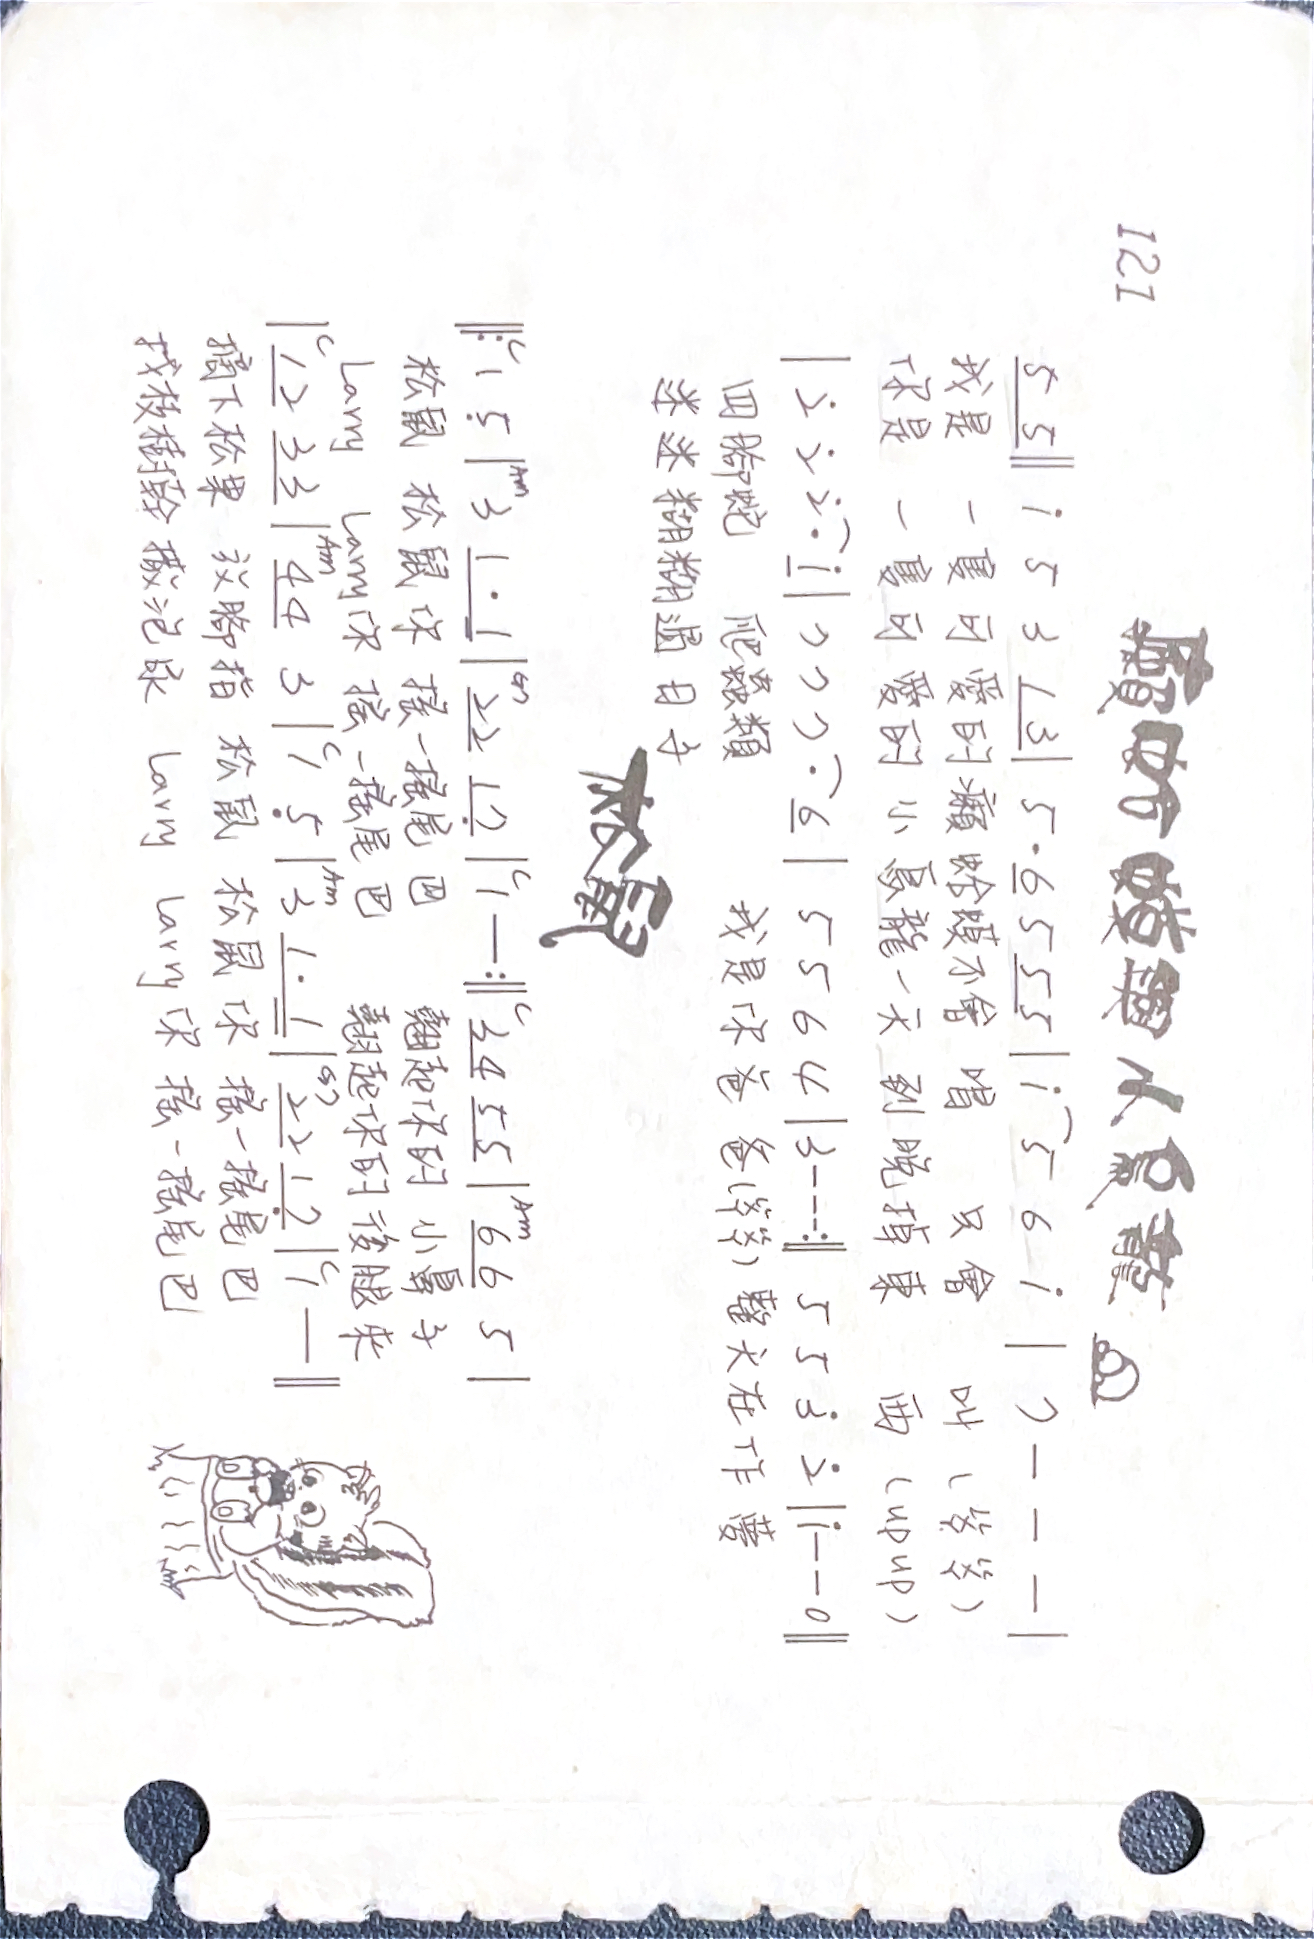 121
癩蛤蟆與小烏龍
5 5‖ i 5 3 1 3 | 5 · 6 5 5 5 | i 5 6 i | 7 — — — |
我是 一隻可愛的癩蛤蟆不會唱 只會 叫(爷爷)
你是 一隻可愛的小烏龍一天到晚掉東 西(up up)
| 2̇ 2̇ 2̇ · i | 7 7 7 · 6 | 5 5 6 4 | 3 - - - :‖ 5 5 3̇ 2̇ | i — — 0 ‖
四腳蛇 爬蟲類 我是你爸爸(爷爷)整天在作夢
迷迷糊糊過日子
松鼠
C Am G7 C C Am
‖: 1 5̣ | 3 1 · 1 | 2 2 1 7̣ | 1 — :‖ 3 4 5 5 | 6 6 5 |
松鼠 松鼠你 搖一搖尾巴 翹起你的 小鼻子
Larry Larry你 搖一搖尾巴 翹起你的後腿來
C Am C Am G7 C
| 1 2 3 3 | 4 4 3 | 1 5̣ | 3 1 · 1 | 2 2 1 7̣ | 1 — ‖
摘下松果 放腳指 松鼠 松鼠你 搖一搖尾巴
找枝樹幹 撒泡尿 Larry Larry你 搖一搖尾巴